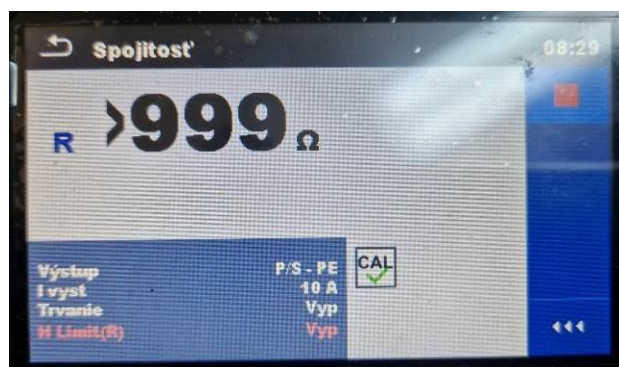 Spojitosť 08:29
R >999 Ω
Výstup P/S - PE
I vyst 10 A
Trvanie Vyp
H Limit(R) Vyp
CAL